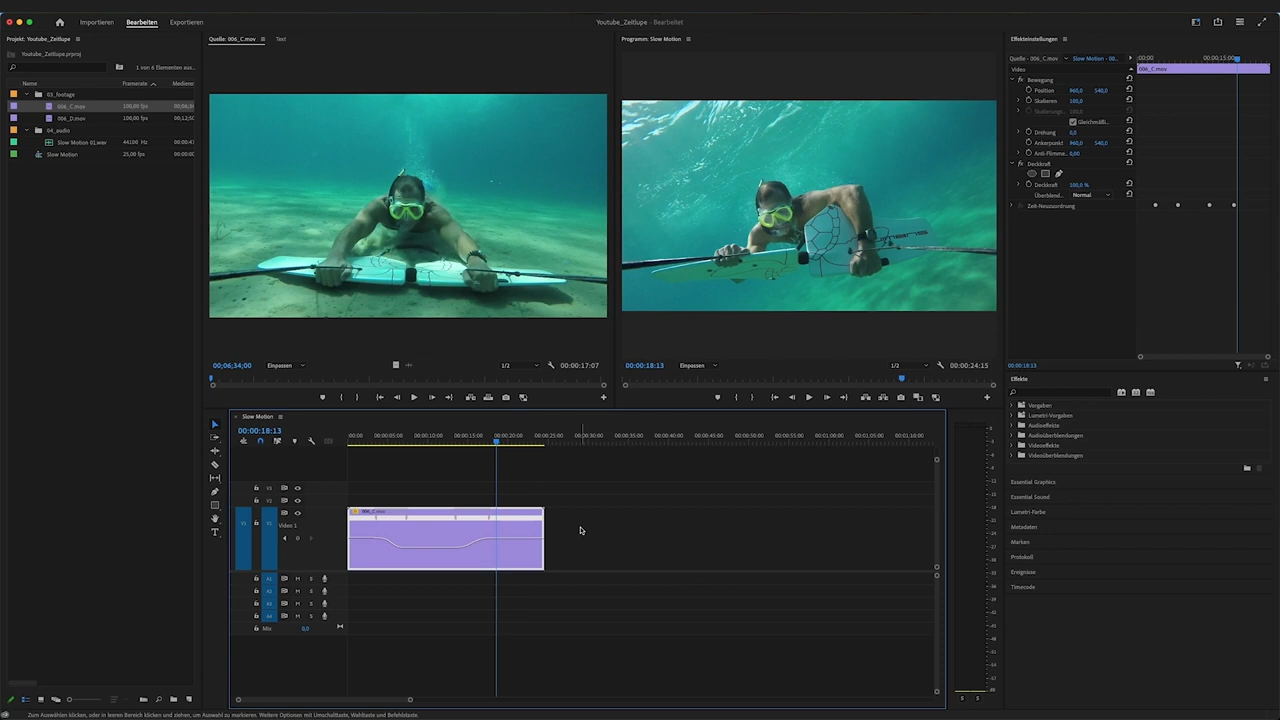 Importieren Bearbeiten Exportieren
Youtube_Zeitlupe - Bearbeitet
Projekt: Youtube_Zeitlupe
Youtube_Zeitlupe.prproj
1 von 6 Elementen aus...
Name Framerate Medienst
03_footage
006_C.mov 100,00 fps 00;06;34
006_D.mov 100,00 fps 00;12;50
04_audio
Slow Motion 01.wav 44100 Hz 00:00:4
Slow Motion 25,00 fps 00:00:0
Quelle: 006_C.mov Text
00;06;34;00 Einpassen 1/2 00:00:17:07
Programm: Slow Motion
00:00:18:13 Einpassen 1/2 00:00:24:15
Effekteinstellungen
Quelle - 006_C.mov Slow Motion - 00...
:00:00 00:00:15:00
Video 006_C.mov
Bewegung
Position 960,0 540,0
Skalieren 100,0
Skalierungs..
Gleichmäßi..
Drehung 0,0
Ankerpunkt 960,0 540,0
Anti-Flimme.. 0,00
Deckkraft
Deckkraft 100,0 %
Überblend.. Normal
Zeit-Neuzuordnung
00:00:18:13
Effekte
Vorgaben
Lumetri-Vorgaben
Audioeffekte
Audioüberblendungen
Videoeffekte
Videoüberblendungen
Essential Graphics
Essential Sound
Lumetri-Farbe
Metadaten
Marken
Protokoll
Ereignisse
Timecode
Slow Motion
00:00:18:13
:00:00 00:00:05:00 00:00:10:00 00:00:15:00 00:00:20:00 00:00:25:00 00:00:30:00 00:00:35:00 00:00:40:00 00:00:45:00 00:00:50:00 00:00:55:00 00:01:00:00 00:01:05:00 00:01:10:00
V3
V2
V1 V1 Video 1
006_C.mov
A1 M S
A2 M S
A3 M S
A4 M S
Mix 0,0
S S
Zum Auswählen klicken, oder in leeren Bereich klicken und ziehen, um Auswahl zu markieren. Weitere Optionen mit Umschalttaste, Wahltaste und Befehlstaste.